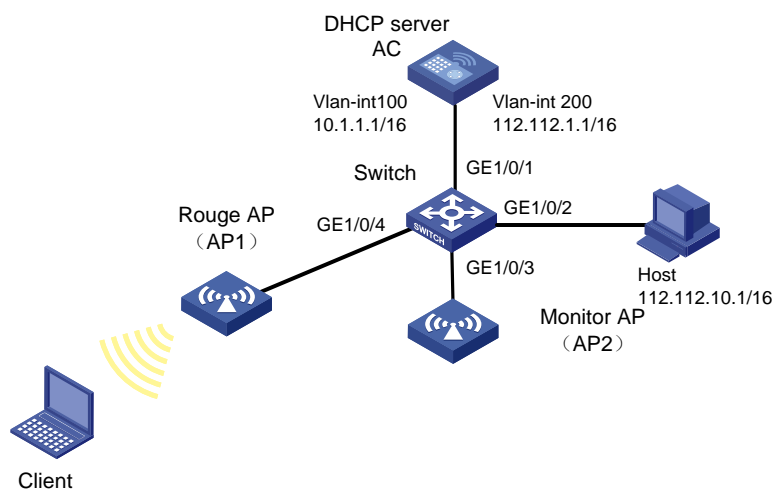 DHCP server
AC
Vlan-int100
10.1.1.1/16
Vlan-int 200
112.112.1.1/16
Switch
GE1/0/1
Rouge AP
（AP1）
GE1/0/4
GE1/0/2
SWITCH
GE1/0/3
Host
112.112.10.1/16
Monitor AP
（AP2）
Client